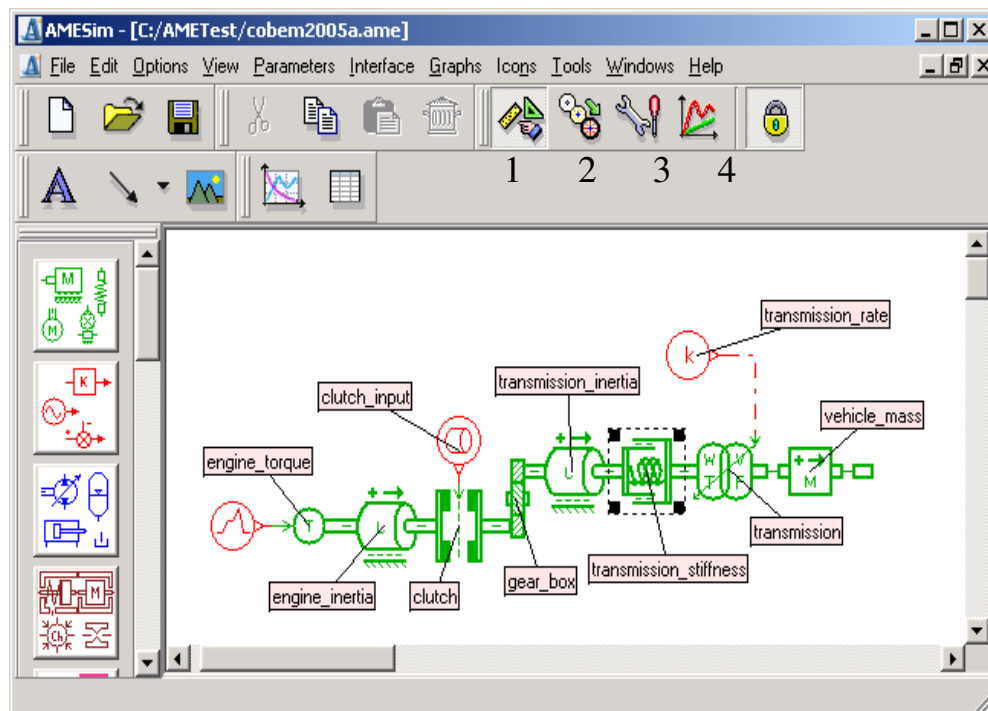 AMESim - [C:/AMETest/cobem2005a.ame]
File Edit Options View Parameters Interface Graphs Icons Tools Windows Help
1 2 3 4
A
M
M
K
M
Ch
transmission_rate
k
transmission_inertia
clutch_input
vehicle_mass
engine_torque
W V
T F
+
M
T
transmission
transmission_stiffness
gear_box
engine_inertia
clutch